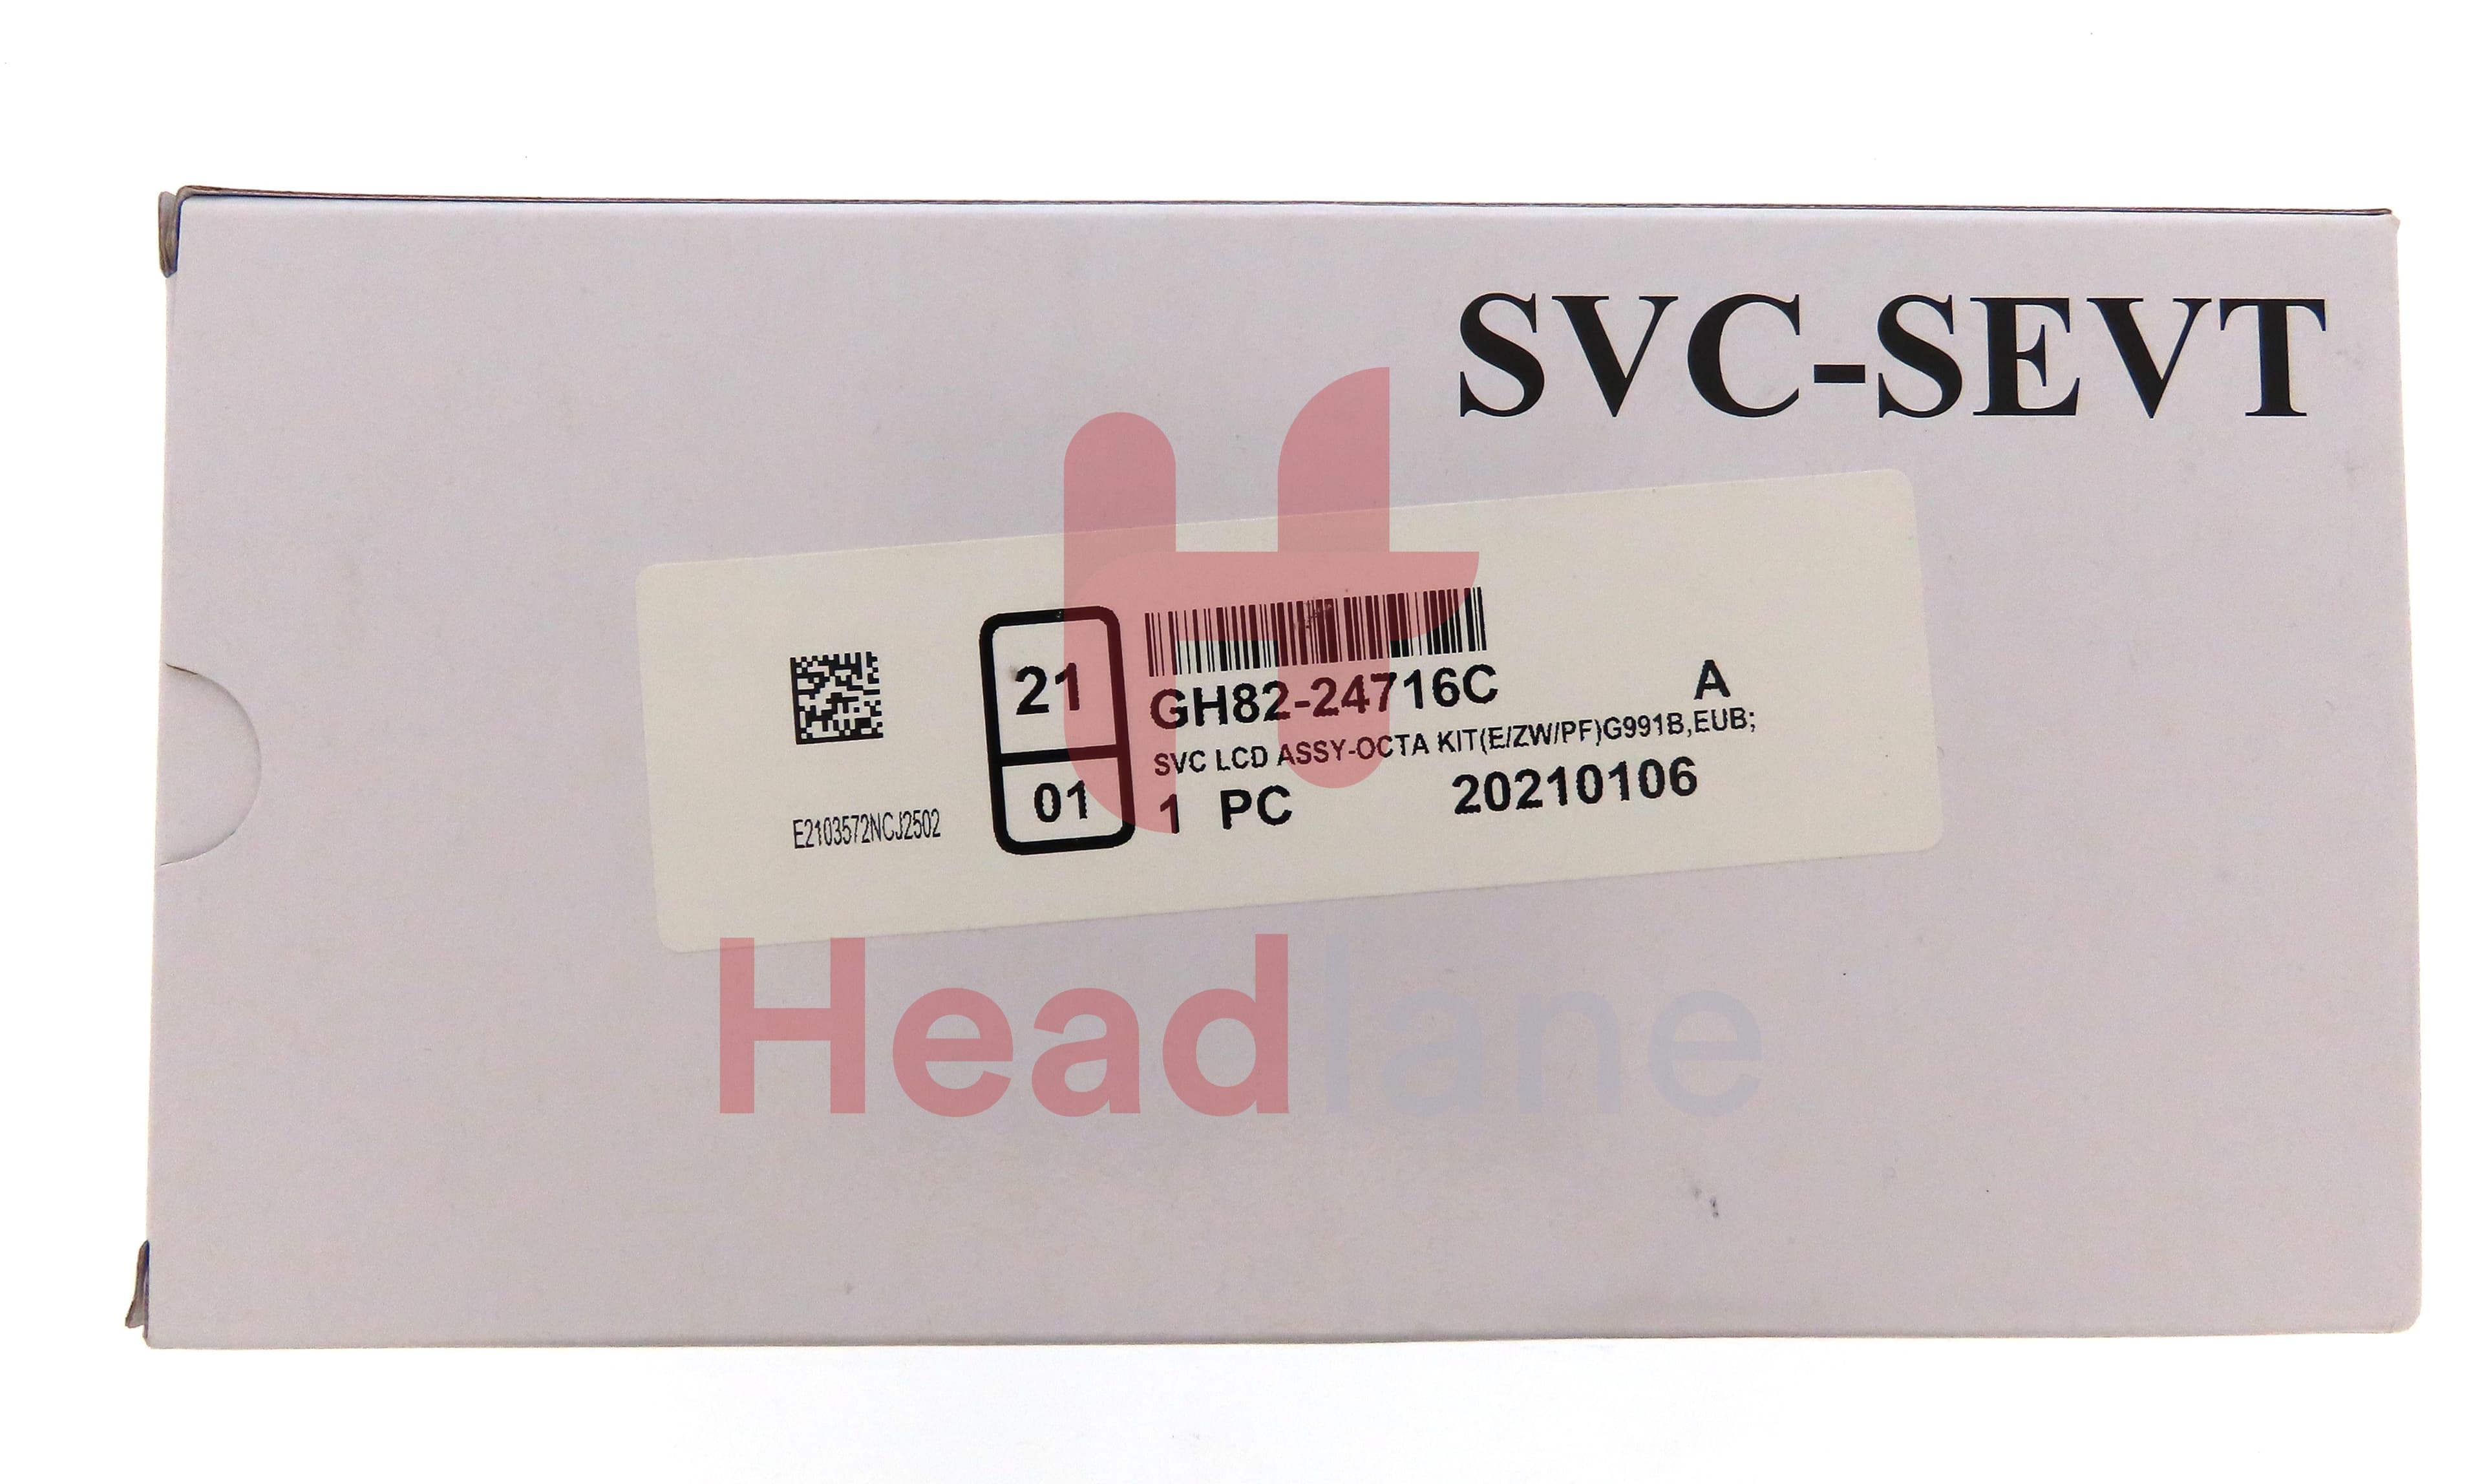 SVC-SEVT
21
GH82-24716C
A
SVC LCD ASSY-OCTA KIT(E/ZW/PF)G991B,EUB;
01
1 PC
20210106
E2103572NCJ2502
Headlane